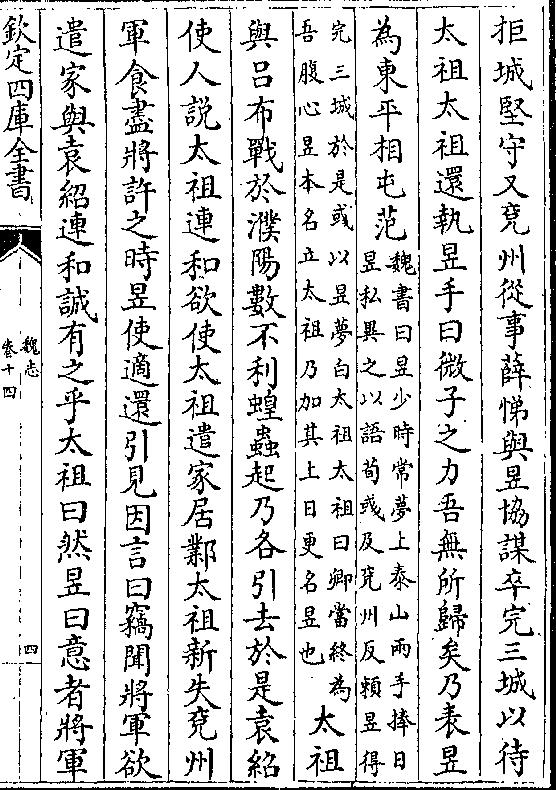 拒城堅守又兗州從事薛悌與昱協謀卒完三城以待
太祖太祖還執昱手曰微子之力吾無所歸矣乃表昱
為東平相屯范
魏書曰昱少時常夢上泰山兩手捧日
昱私異之以語荀彧及兗州反賴昱得
完三城於是彧以昱夢白太祖太祖曰卿當終為
吾腹心昱本名立太祖乃加其上日更名昱也
太祖
與呂布戰於濮陽數不利蝗蟲起乃各引去於是袁紹
使人說太祖連和欲使太祖遣家居鄴太祖新失兗州
軍食盡將許之時昱使適還引見因言曰竊聞將軍欲
遣家與袁紹連和誠有之乎太祖曰然昱曰意者將軍
欽定四庫全書
魏志
卷十四
四